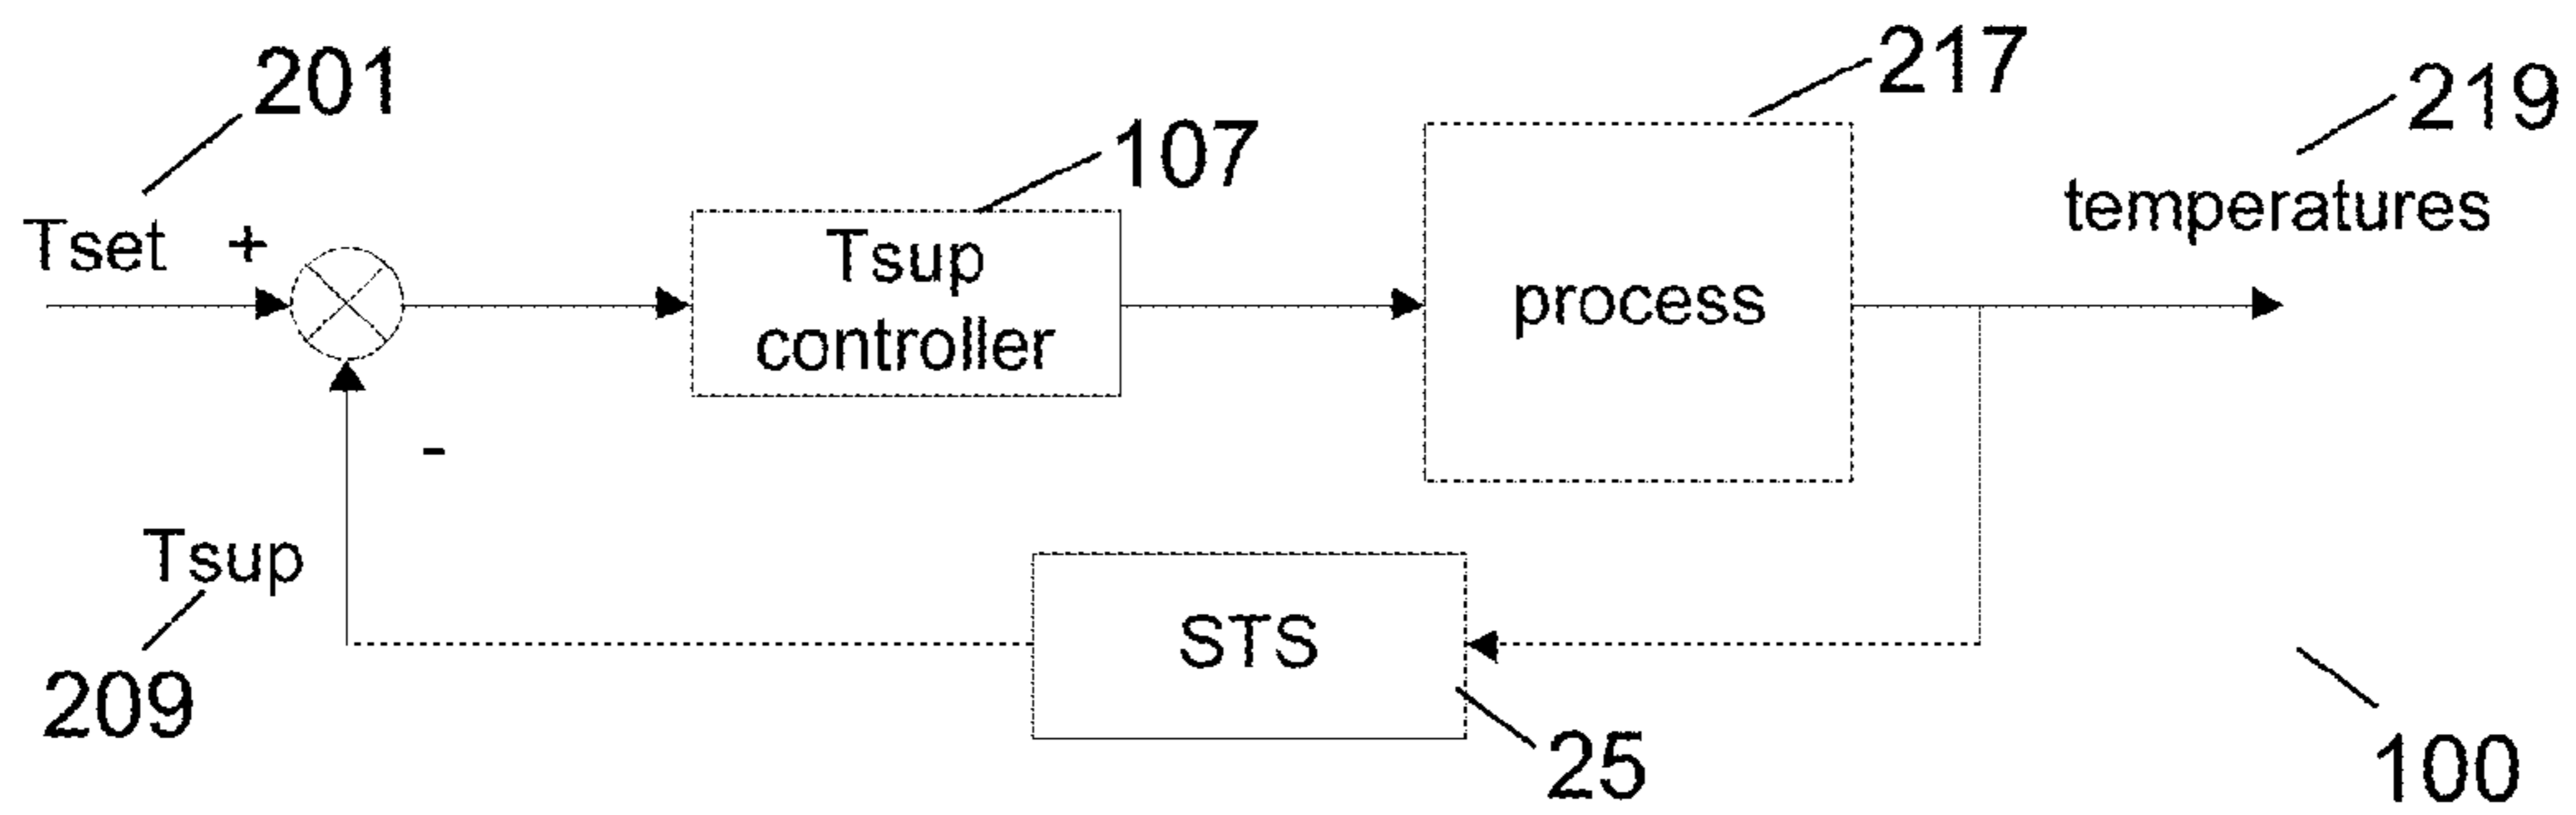 201
217
219
107
temperatures
Tset +
Tsup
controller
process
-
Tsup
STS
209
25
100